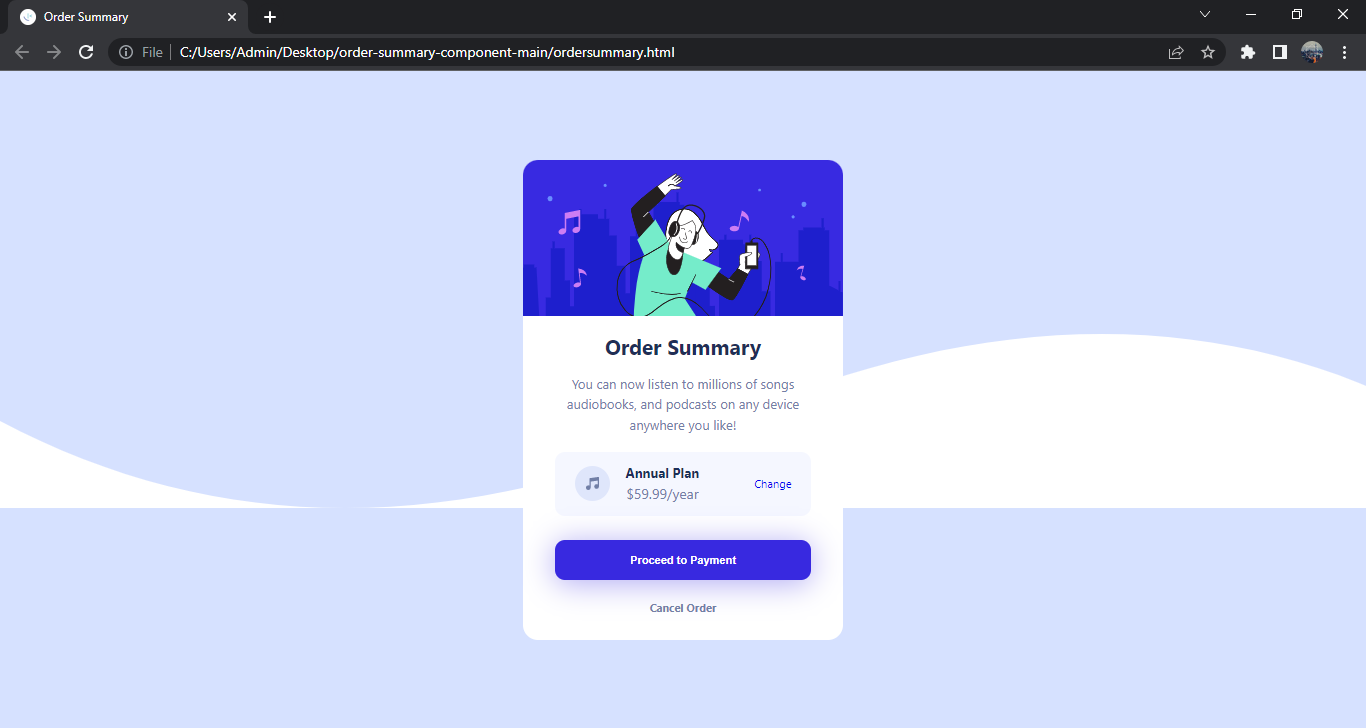 Order Summary
File
C:/Users/Admin/Desktop/order-summary-component-main/ordersummary.html
Order Summary
You can now listen to millions of songs
audiobooks, and podcasts on any device
anywhere you like!
Annual Plan
$59.99/year
Change
Proceed to Payment
Cancel Order